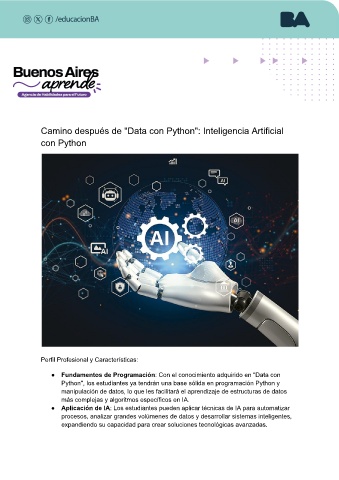 /educacionBA
BA
Buenos Aires
aprende
Agencia de habilidades para el Futuro
Camino después de "Data con Python": Inteligencia Artificial
con Python
AI
AI
AI
AI
Perfil Profesional y Características:
● Fundamentos de Programación: Con el conocimiento adquirido en "Data con
Python", los estudiantes ya tendrán una base sólida en programación Python y
manipulación de datos, lo que les facilitará el aprendizaje de estructuras de datos
más complejas y algoritmos específicos en IA.
● Aplicación de IA: Los estudiantes pueden aplicar técnicas de IA para automatizar
procesos, analizar grandes volúmenes de datos y desarrollar sistemas inteligentes,
expandiendo su capacidad para crear soluciones tecnológicas avanzadas.